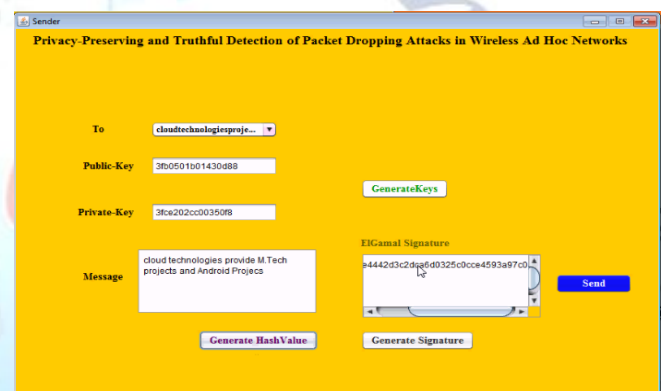 Sender
Privacy-Preserving and Truthful Detection of Packet Dropping Attacks in Wireless Ad Hoc Networks
To
cloudtechnologiesproje...
Public-Key
3fb0501b01430d88
GenerateKeys
Private-Key
3fce202cc00350f8
ElGamal Signature
Message
cloud technologies provide M.Tech
projects and Android Projecs
e4442d3c2dca6d0325c0cce4593a97c0
Send
Generate HashValue
Generate Signature